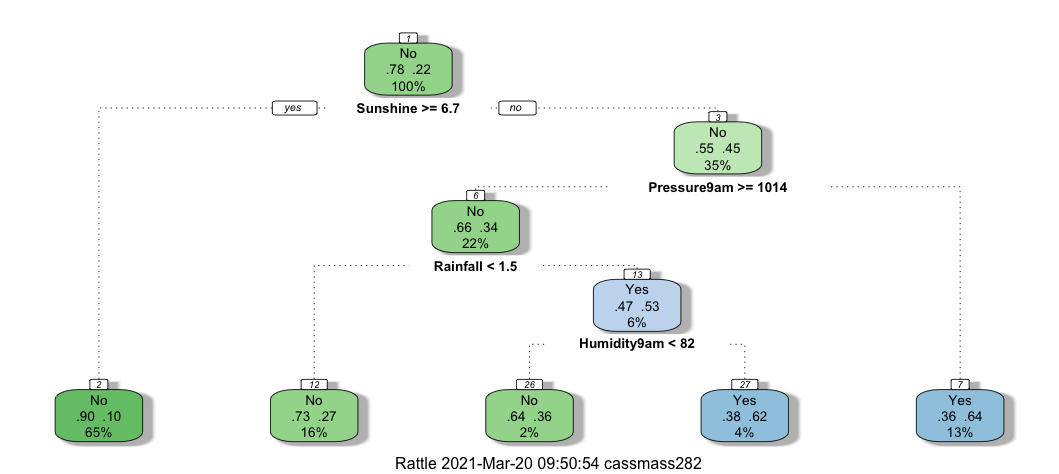 1
No
.78 .22
100%
yes
Sunshine >= 6.7
no
3
No
.55 .45
35%
Pressure9am >= 1014
6
No
.66 .34
22%
Rainfall < 1.5
13
Yes
.47 .53
6%
Humidity9am < 82
2
No
.90 .10
65%
12
No
.73 .27
16%
26
No
.64 .36
2%
27
Yes
.38 .62
4%
7
Yes
.36 .64
13%
Rattle 2021-Mar-20 09:50:54 cassmass282